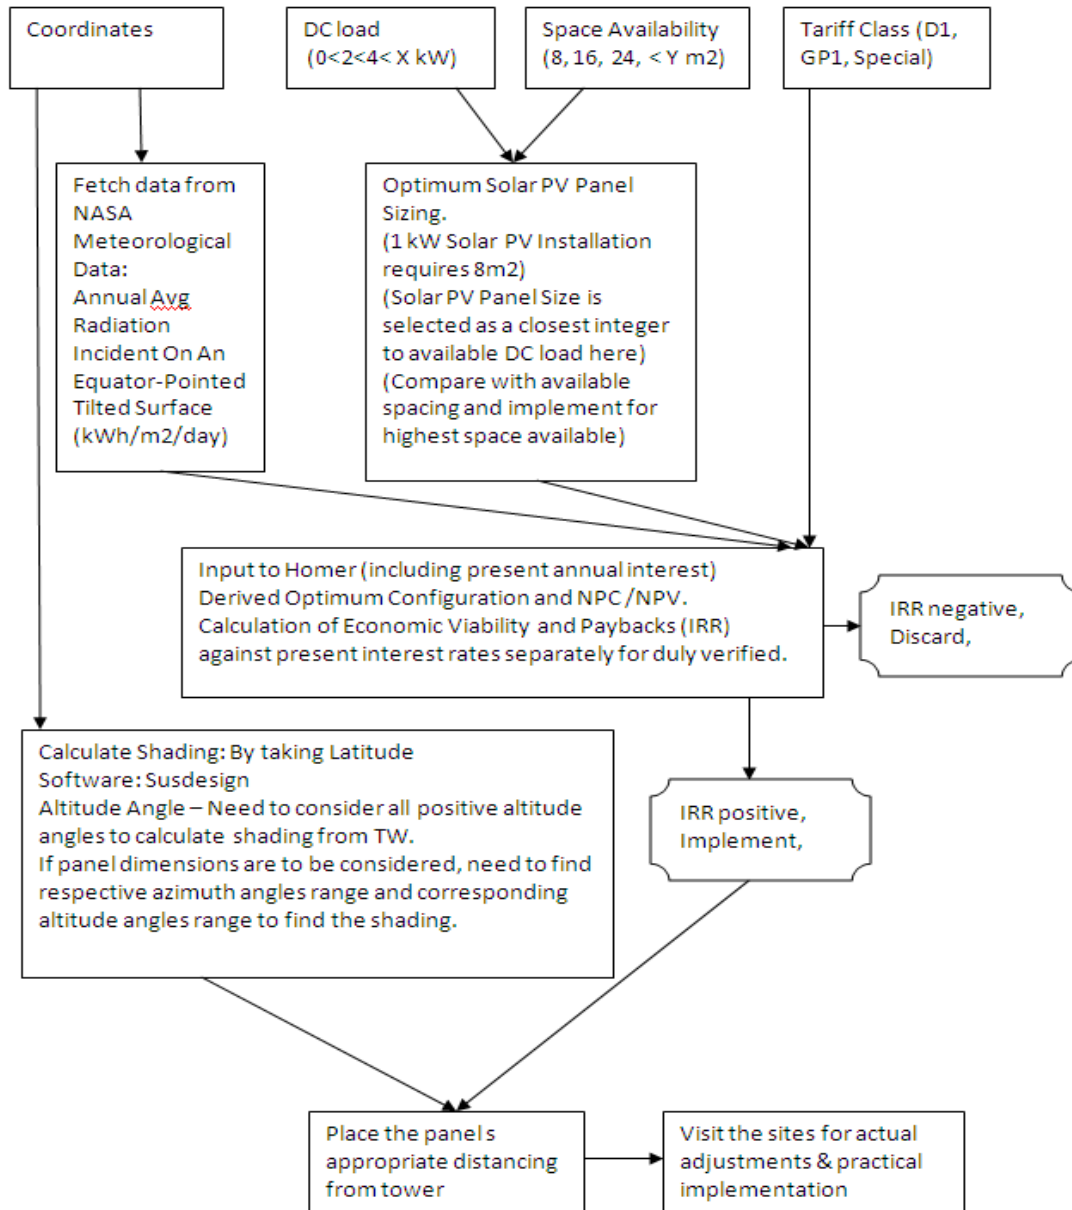 Coordinates
DC load
(0<2<4< X kW)
Space Availability
(8, 16, 24, < Y m2)
Tariff Class (D1,
GP1, Special)
Fetch data from
NASA
Meteorological
Data:
Annual Avg
Radiation
Incident On An
Equator-Pointed
Tilted Surface
(kWh/m2/day)
Optimum Solar PV Panel
Sizing.
(1 kW Solar PV Installation
requires 8m2)
(Solar PV Panel Size is
selected as a closest integer
to available DC load here)
(Compare with available
spacing and implement for
highest space available)
Input to Homer (including present annual interest)
Derived Optimum Configuration and NPC /NPV.
Calculation of Economic Viability and Paybacks (IRR)
against present interest rates separately for duly verified.
IRR negative,
Discard,
Calculate Shading: By taking Latitude
Software: Susdesign
Altitude Angle – Need to consider all positive altitude
angles to calculate shading from TW.
If panel dimensions are to be considered, need to find
respective azimuth angles range and corresponding
altitude angles range to find the shading.
IRR positive,
Implement,
Place the panels
appropriate distancing
from tower
Visit the sites for actual
adjustments & practical
implementation